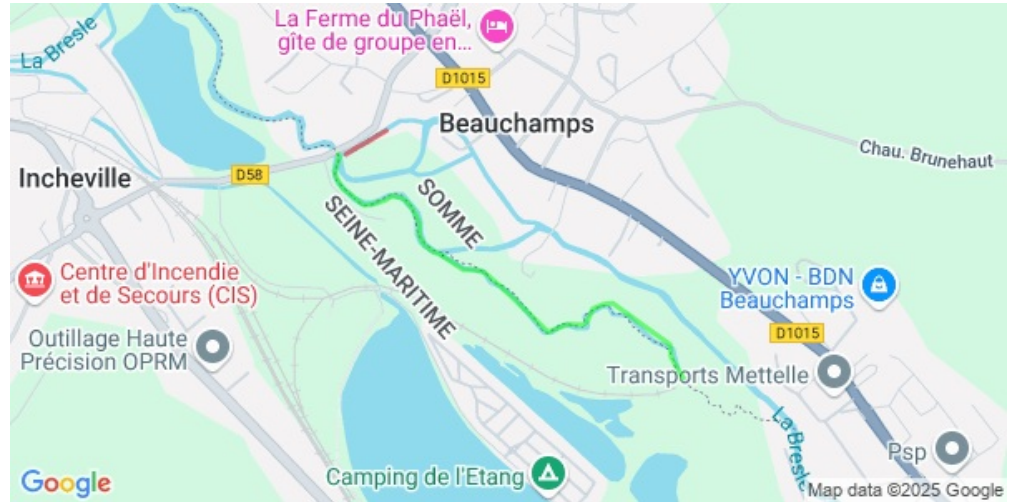 La Bresle
La Ferme du Phaël,
gîte de groupe en...
D1015
Beauchamps
Chau. Brunehaut
Incheville
D58
SOMME
SEINE-MARITIME
Centre d'Incendie
et de Secours (CIS)
YVON - BDN
Beauchamps
Outillage Haute
Précision OPRM
D1015
Transports Mettelle
La Bresle
Psp
Camping de l'Etang
Google
Map data ©2025 Google